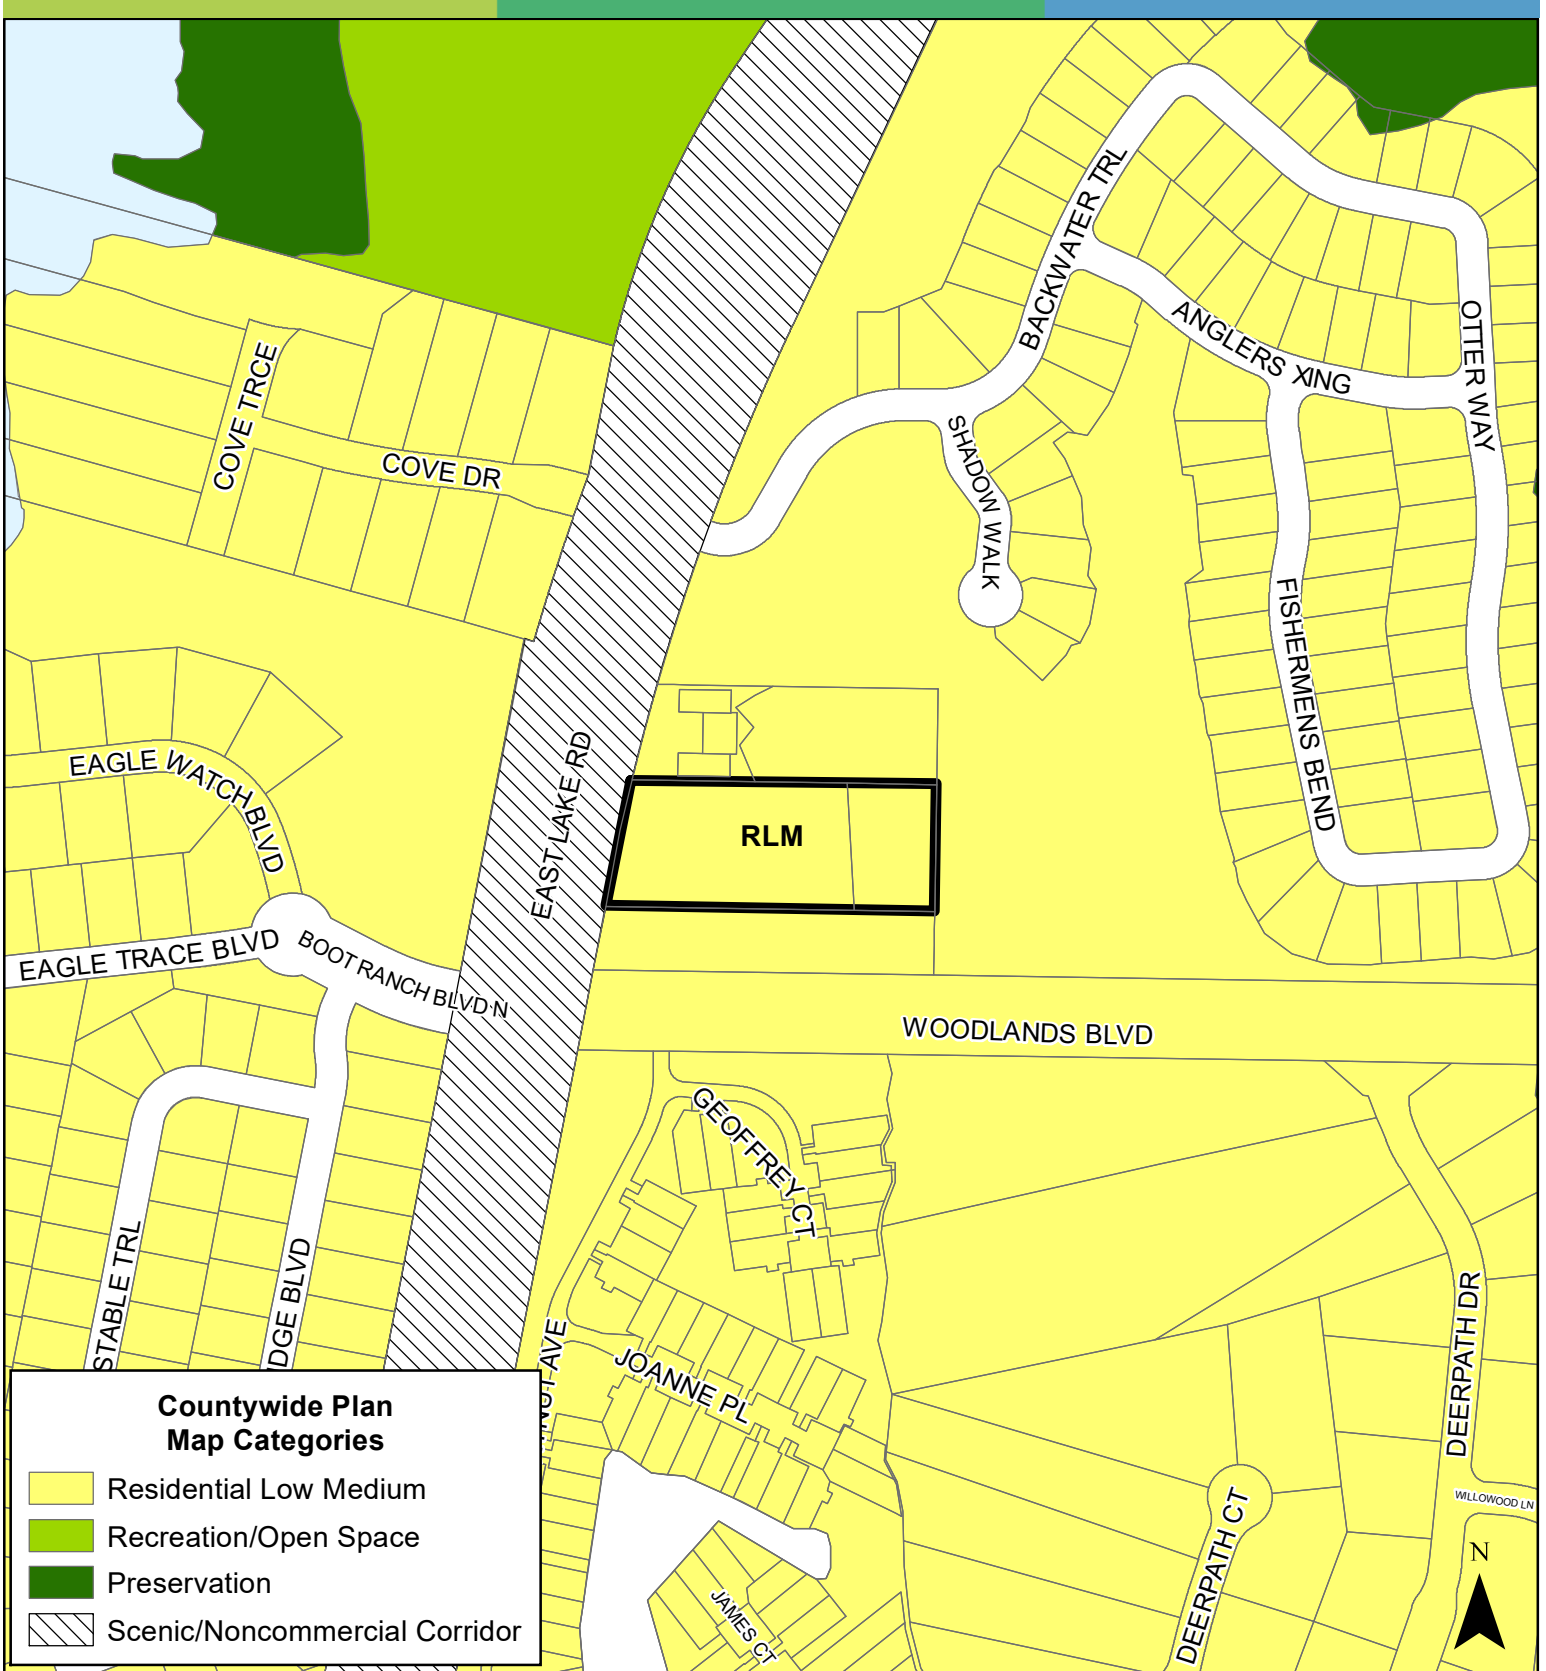 BACKWATER TRL
ANGLERS XING
OTTER WAY
COVE TRCE
COVE DR
SHADOW WALK
FISHERMENS BEND
EAGLE WATCH BLVD
EAST LAKE RD
RLM
EAGLE TRACE BLVD
BOOT RANCH BLVD N
WOODLANDS BLVD
GEOFFREY CT
STABLE TRL
IDGE BLVD
NUT AVE
JOANNE PL
DEERPATH DR
DEERPATH CT
WILLOWOOD LN
JAMES CT
N
Countywide Plan
Map Categories
Residential Low Medium
Recreation/Open Space
Preservation
Scenic/Noncommercial Corridor